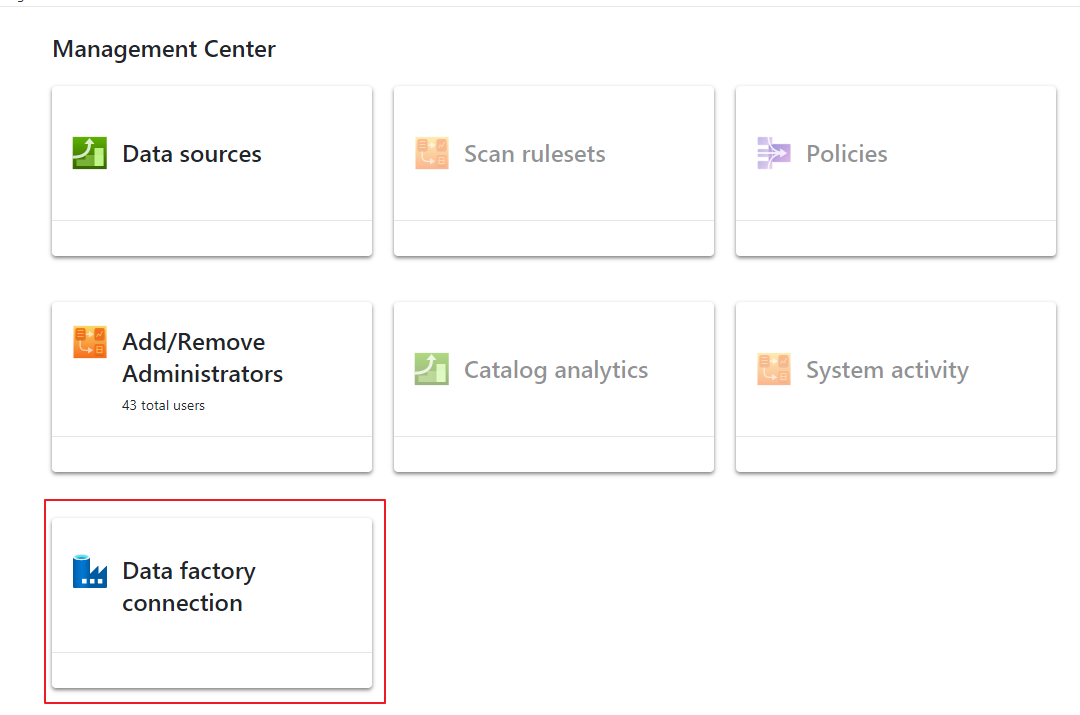 Management Center
Data sources
Scan rulesets
Policies
Add/Remove
Administrators
43 total users
Catalog analytics
System activity
Data factory
connection